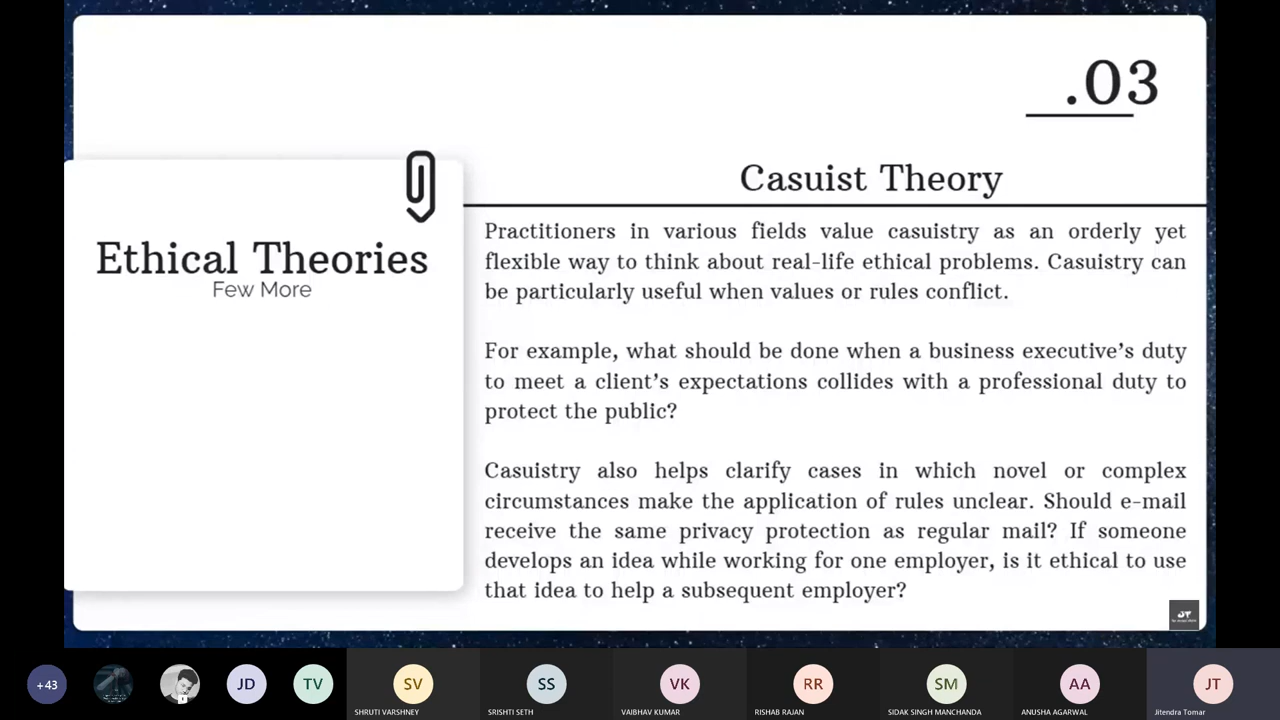 .03
Casuist Theory
Ethical Theories
Few More
Practitioners in various fields value casuistry as an orderly yet
flexible way to think about real-life ethical problems. Casuistry can
be particularly useful when values or rules conflict.
For example, what should be done when a business executive’s duty
to meet a client’s expectations collides with a professional duty to
protect the public?
Casuistry also helps clarify cases in which novel or complex
circumstances make the application of rules unclear. Should e-mail
receive the same privacy protection as regular mail? If someone
develops an idea while working for one employer, is it ethical to use
that idea to help a subsequent employer?
+43
JD
TV
SV
SHRUTI VARSHNEY
SS
SRISHTI SETH
VK
VAIBHAV KUMAR
RR
RISHAB RAJAN
SM
SIDAK SINGH MANCHANDA
AA
ANUSHA AGARWAL
JT
Jitendra Tomar